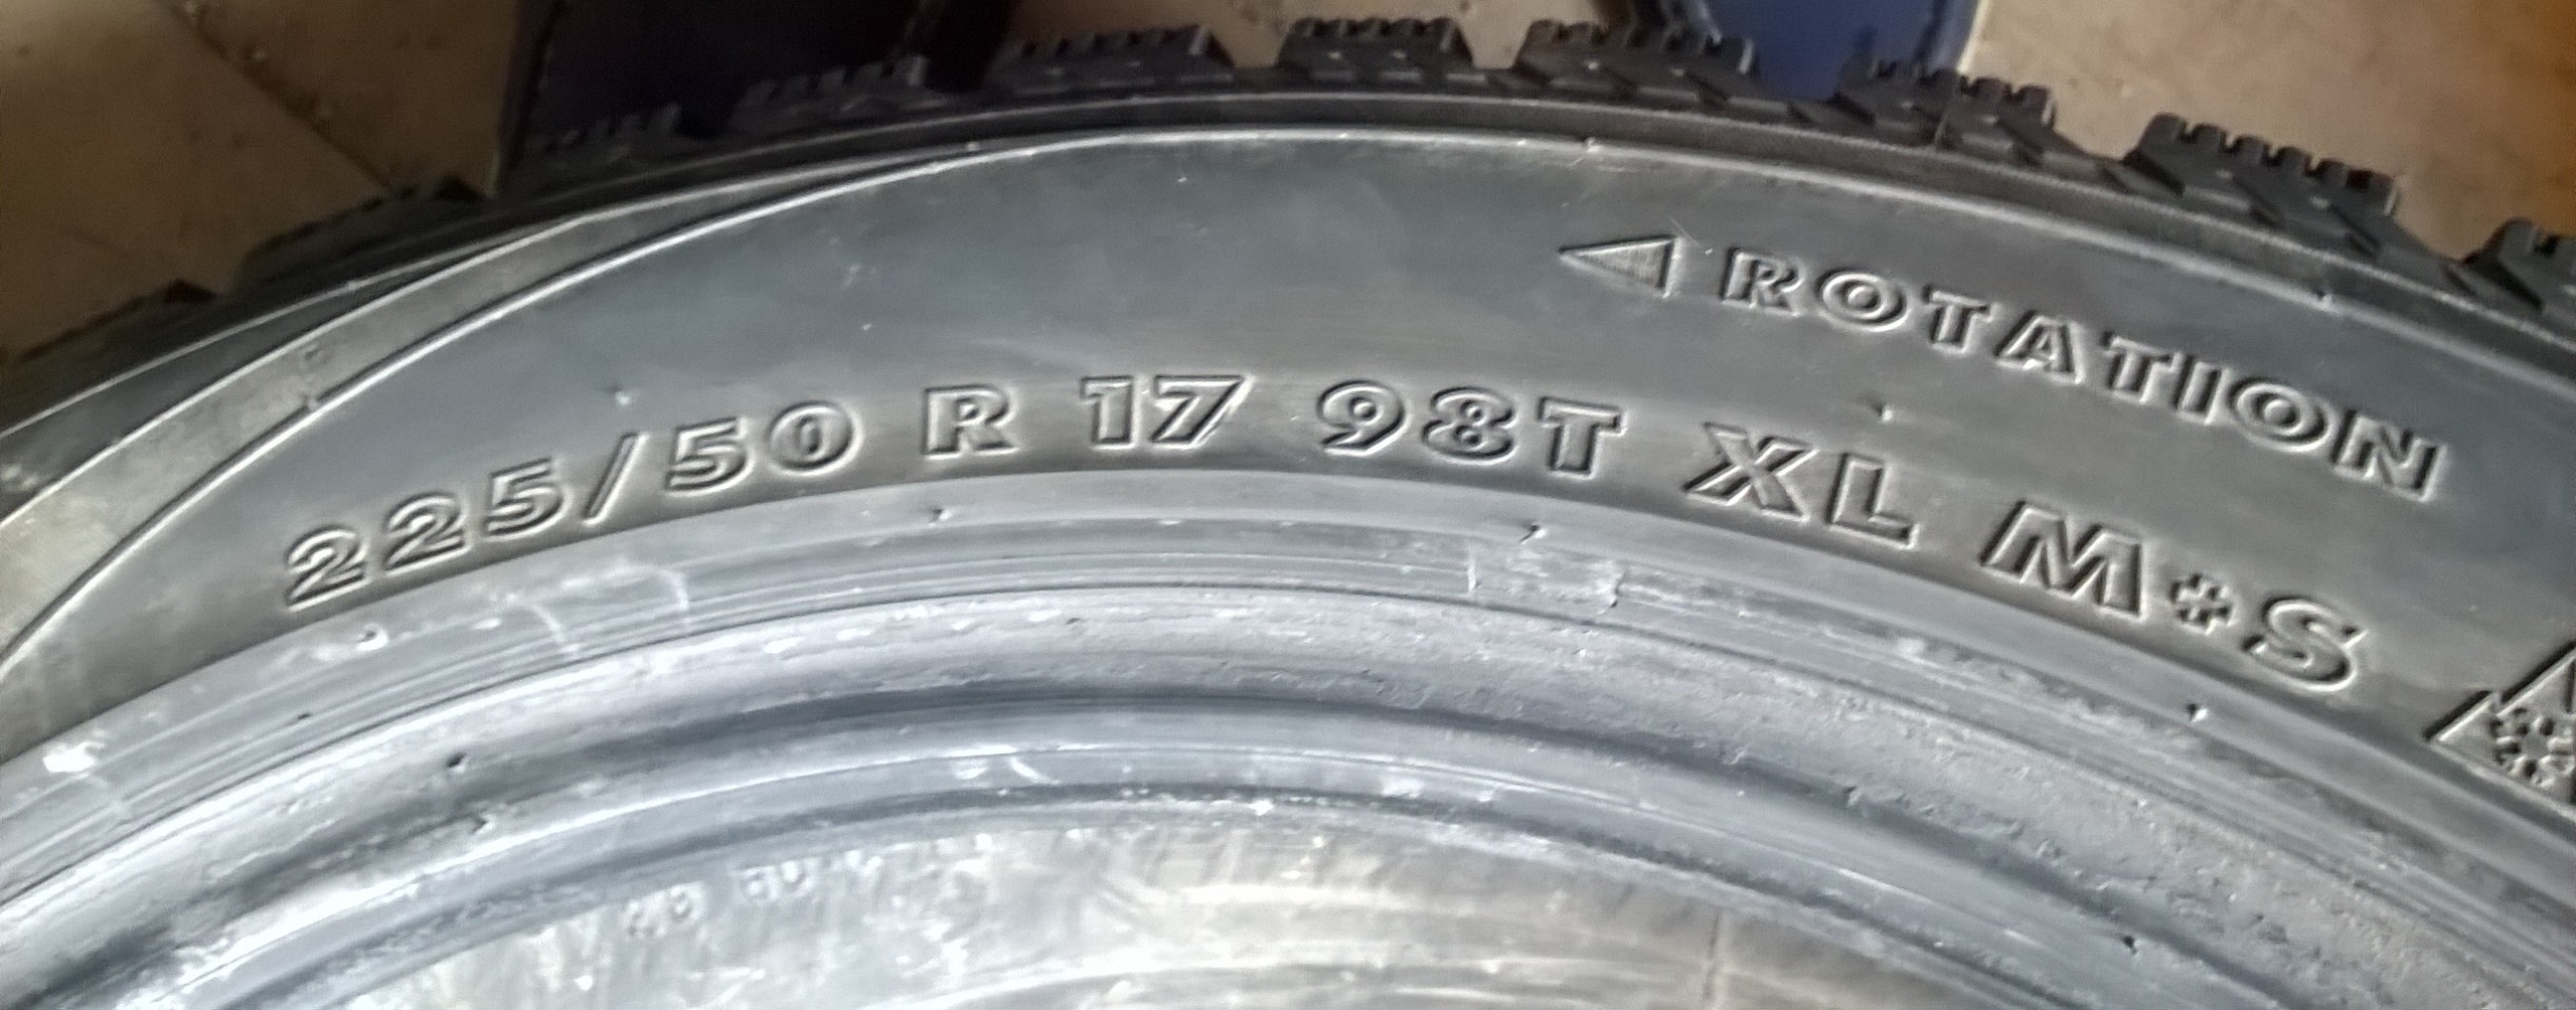 ROTATION
225/50 R 17 98T XL M+S